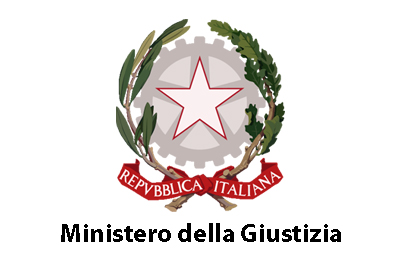 REPVBBLICA ITALIANA
Ministero della Giustizia